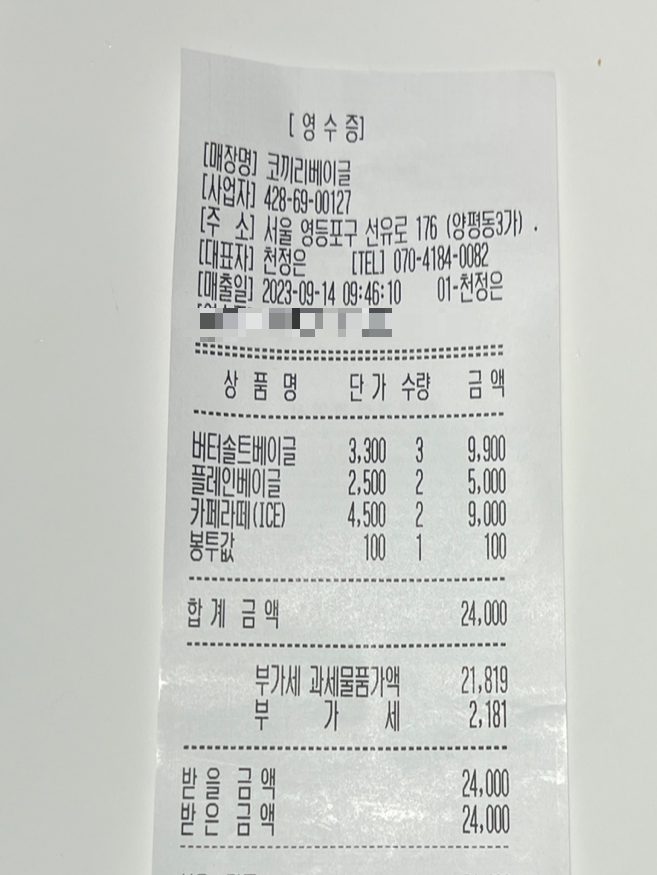 [영수증]
[매장명] 코끼리베이글
[사업자] 428-69-00127
[주 소] 서울 영등포구 선유로 176 (양평동3가) .
[대표자] 천정은 [TEL] 070-4184-0082
[매출일] 2023-09-14 09:46:10 01-천정은
상 품 명 단 가 수량 금 액
버터솔트베이글 3,300 3 9,900
플레인베이글 2,500 2 5,000
카페라떼(ICE) 4,500 2 9,000
봉투값 100 1 100
합 계 금 액 24,000
부가세 과세물품가액 21,819
부 가 세 2,181
받 을 금 액 24,000
받 은 금 액 24,000